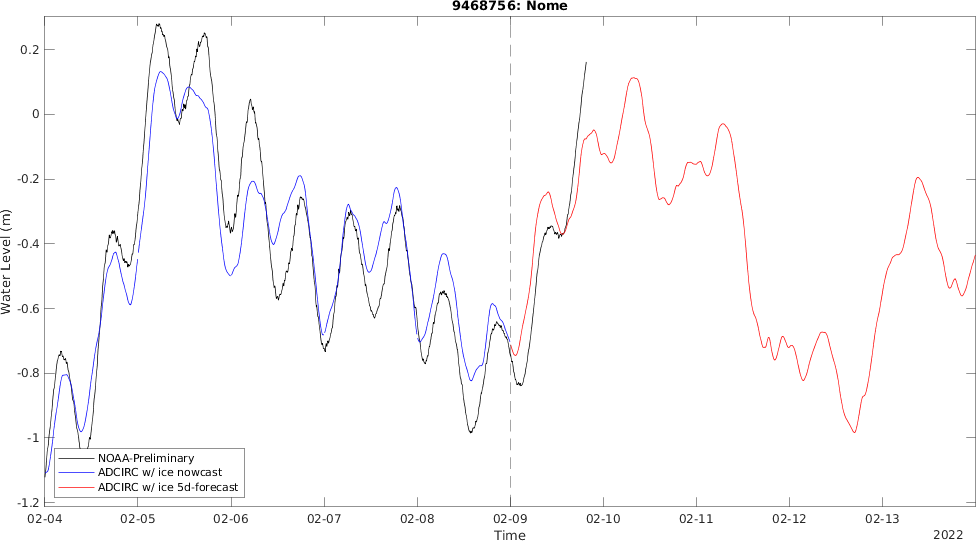 9468756: Nome
Water Level (m)
0.2
0
-0.2
-0.4
-0.6
-0.8
-1
-1.2
NOAA-Preliminary
ADCIRC w/ ice nowcast
ADCIRC w/ ice 5d-forecast
02-04 02-05 02-06 02-07 02-08 02-09 02-10 02-11 02-12 02-13
Time
2022